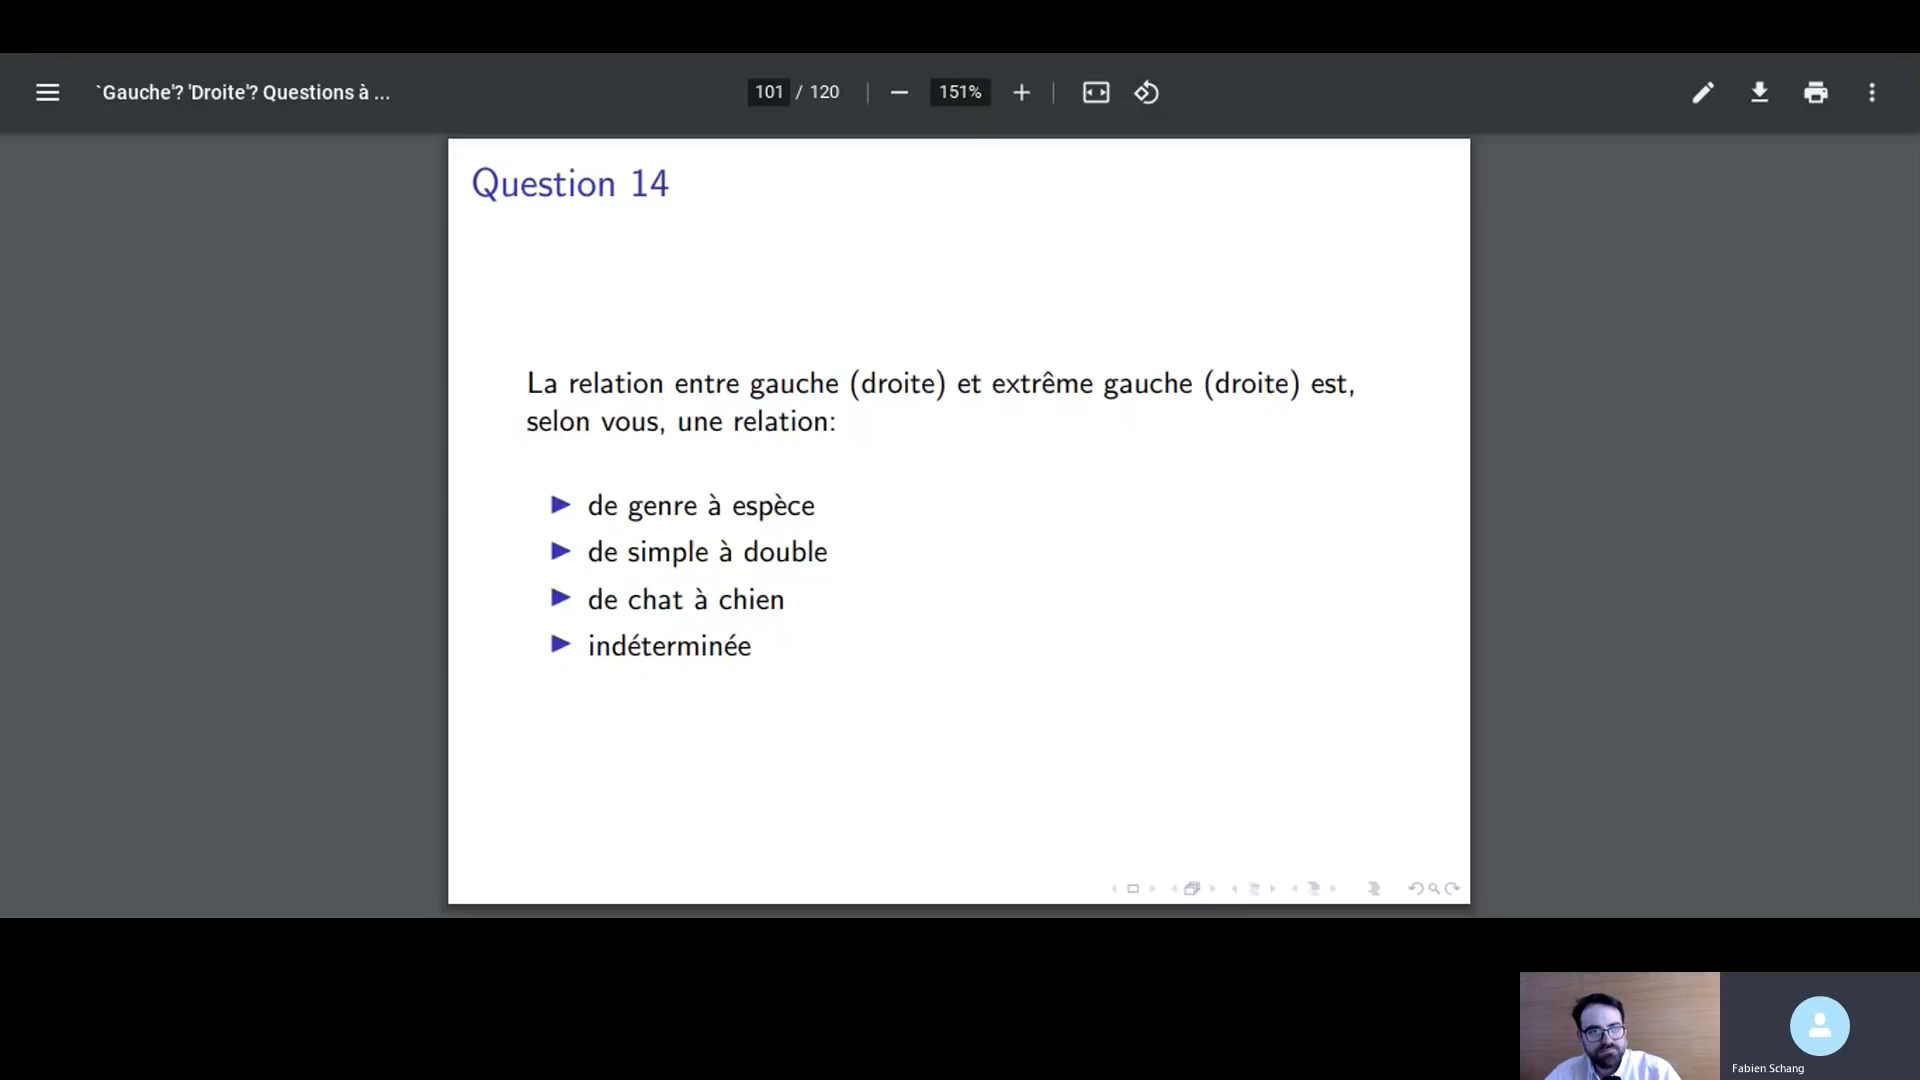 `Gauche'? 'Droite'? Questions à ...
101 / 120
151%
Question 14
La relation entre gauche (droite) et extrême gauche (droite) est,
selon vous, une relation:
de genre à espèce
de simple à double
de chat à chien
indéterminée
Fabien Schang